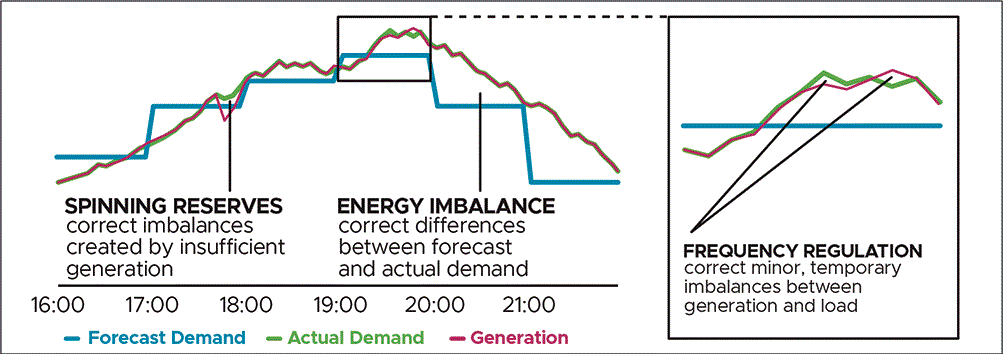 SPINNING RESERVES
correct imbalances
created by insufficient
generation
ENERGY IMBALANCE
correct differences
between forecast
and actual demand
FREQUENCY REGULATION
correct minor, temporary
imbalances between
generation and load
16:00 17:00 18:00 19:00 20:00 21:00
Forecast Demand Actual Demand Generation